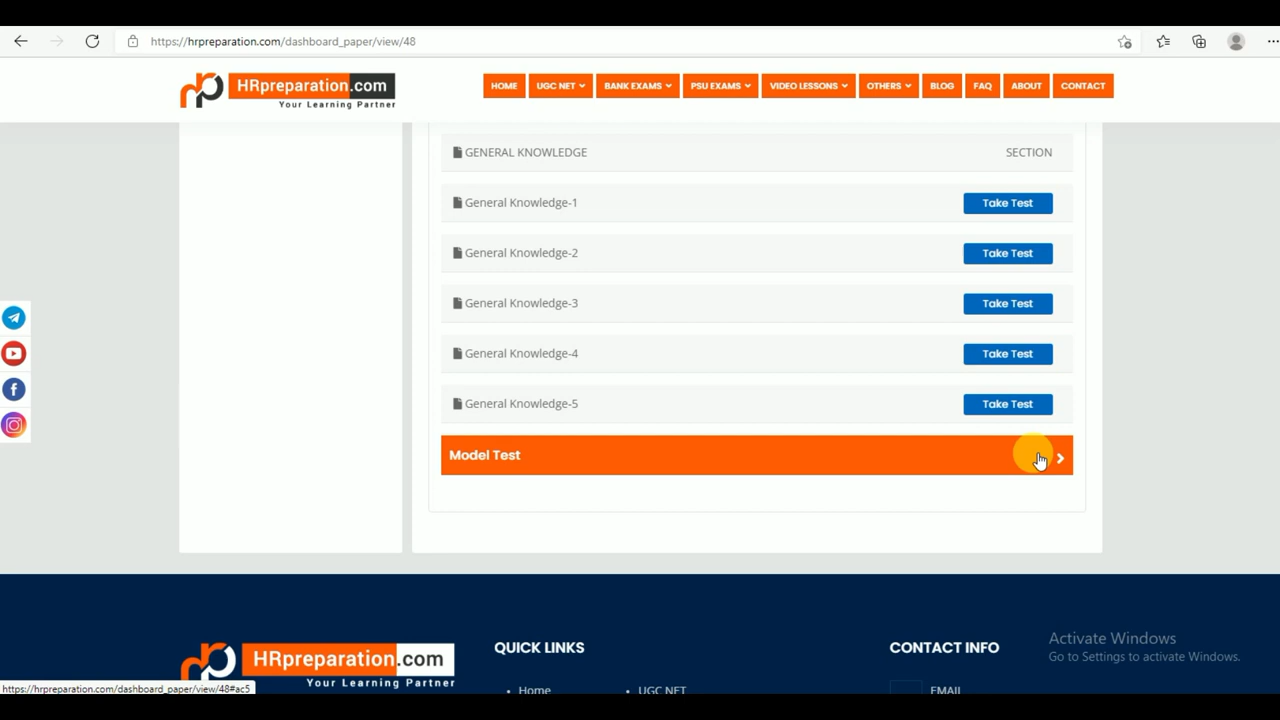 https://hrpreparation.com/dashboard_paper/view/48
HRpreparation.com
Your Learning Partner
HOME UGC NET BANK EXAMS PSU EXAMS VIDEO LESSONS OTHERS BLOG FAQ ABOUT CONTACT
GENERAL KNOWLEDGE SECTION
General Knowledge-1 Take Test
General Knowledge-2 Take Test
General Knowledge-3 Take Test
General Knowledge-4 Take Test
General Knowledge-5 Take Test
Model Test
HRpreparation.com
Your Learning Partner
QUICK LINKS
Home
UGC NET
CONTACT INFO
EMAIL
Activate Windows
Go to Settings to activate Windows.
https://hrpreparation.com/dashboard_paper/view/48#ac5